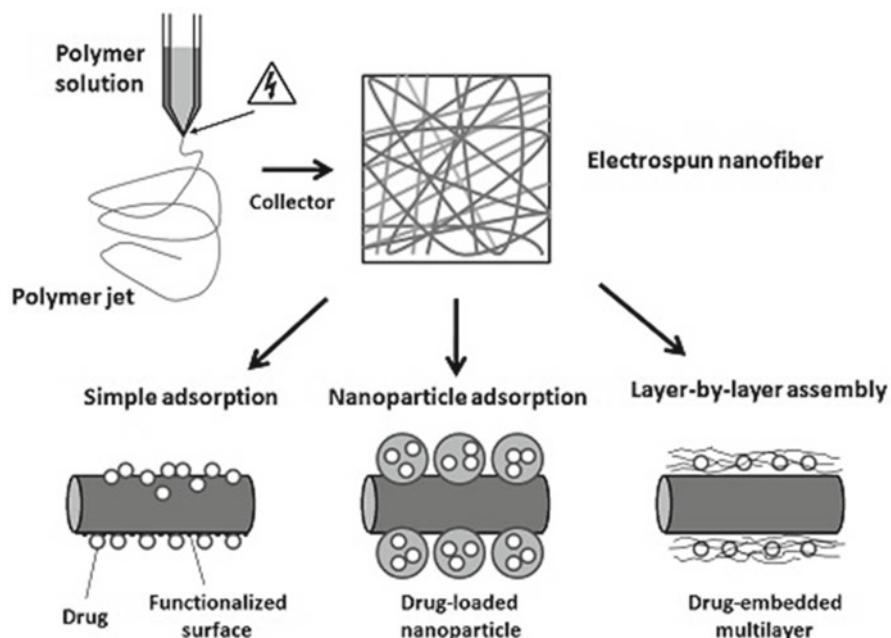 Polymer
solution
Collector
Electrospun nanofiber
Polymer jet
Simple adsorption
Nanoparticle adsorption
Layer-by-layer assembly
Drug
Functionalized
surface
Drug-loaded
nanoparticle
Drug-embedded
multilayer